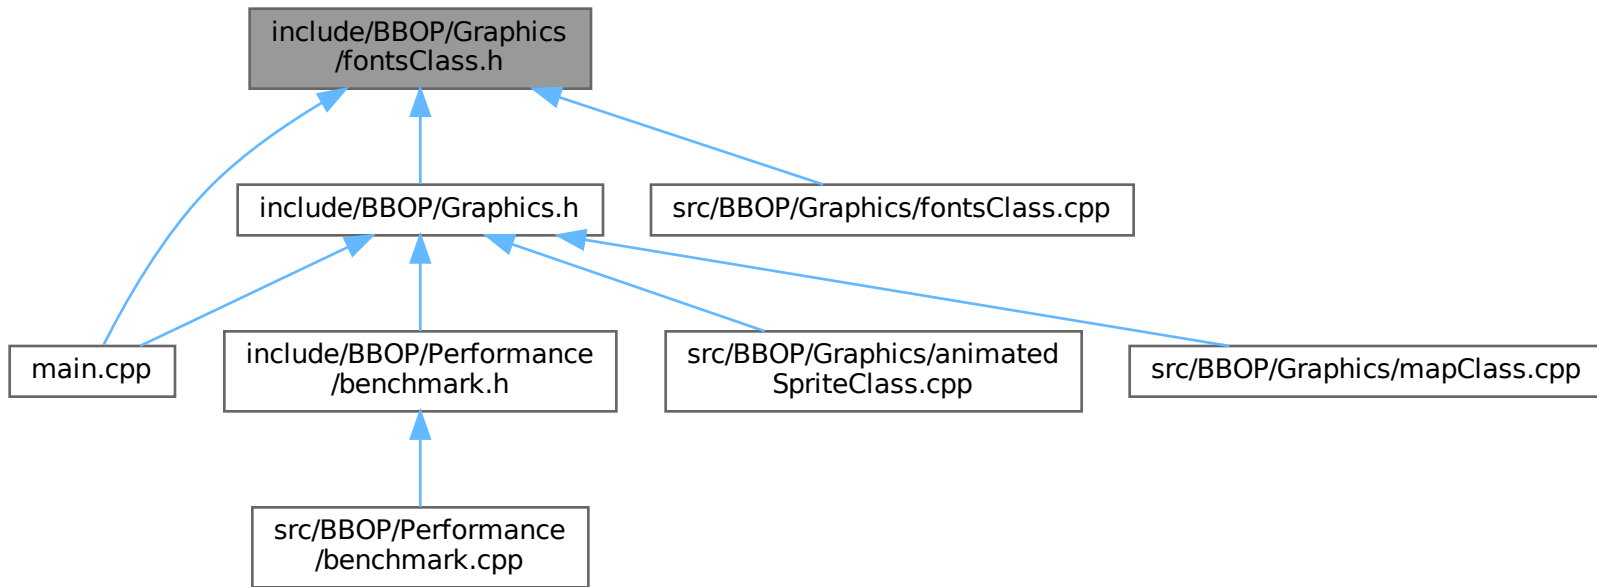 include/BBOP/Graphics
/fontsClass.h
include/BBOP/Graphics.h
src/BBOP/Graphics/fontsClass.cpp
main.cpp
include/BBOP/Performance
/benchmark.h
src/BBOP/Graphics/animated
SpriteClass.cpp
src/BBOP/Graphics/mapClass.cpp
src/BBOP/Performance
/benchmark.cpp